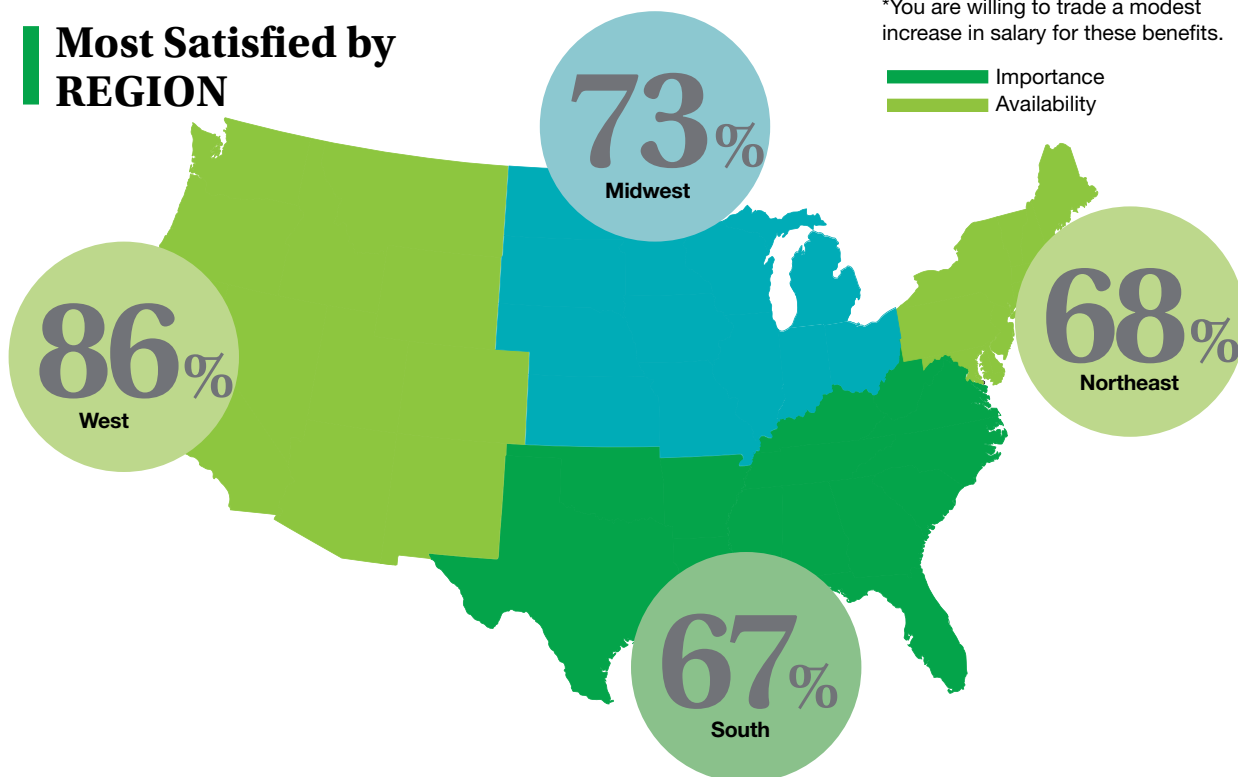 Most Satisfied by
REGION
*You are willing to trade a modest
increase in salary for these benefits.
Importance
Availability
73%
Midwest
86%
West
68%
Northeast
67%
South